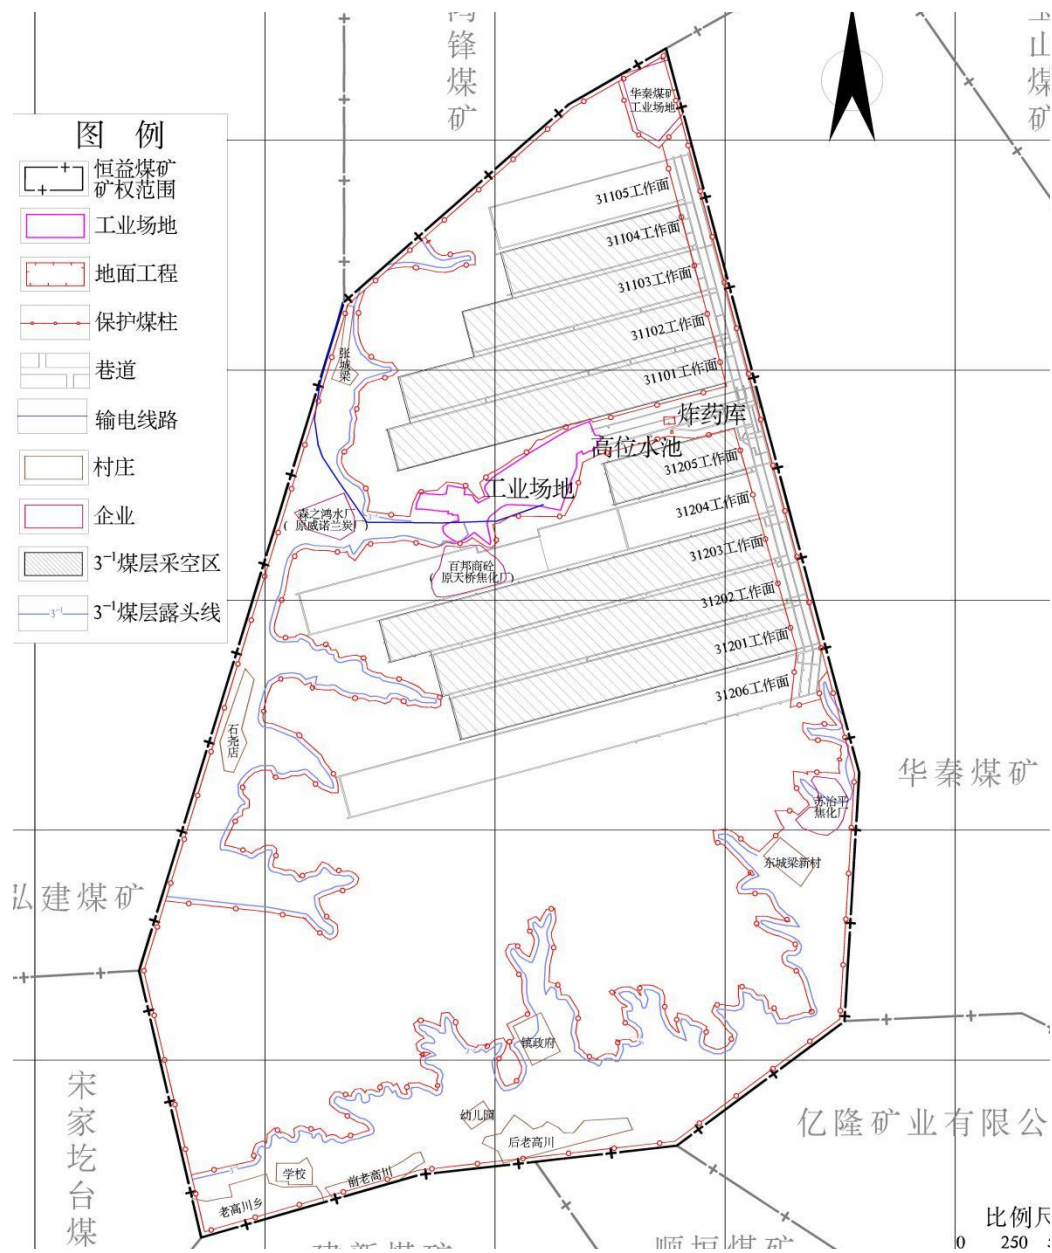 鸿锋煤矿
华秦煤矿
工业场地
图 例
恒益煤矿
矿权范围
工业场地
地面工程
保护煤柱
巷道
输电线路
村庄
企业
3⁻¹煤层采空区
3⁻¹
3⁻¹煤层露头线
31105工作面
31104工作面
31103工作面
31102工作面
31101工作面
张城梁
炸药库
高位水池
工业场地
31205工作面
31204工作面
31203工作面
31202工作面
31201工作面
31206工作面
森之鸿水厂
(原威诺兰炭厂)
百邦商砼
(原天桥焦化厂)
石尧店
华秦煤矿
苏治平
焦化厂
东城梁新村
弘建煤矿
镇政府
幼儿园
后老高川
学校
前老高川
老高川乡
宋家圪台煤
亿隆矿业有限公
顺垣煤矿
比例尺
0 250